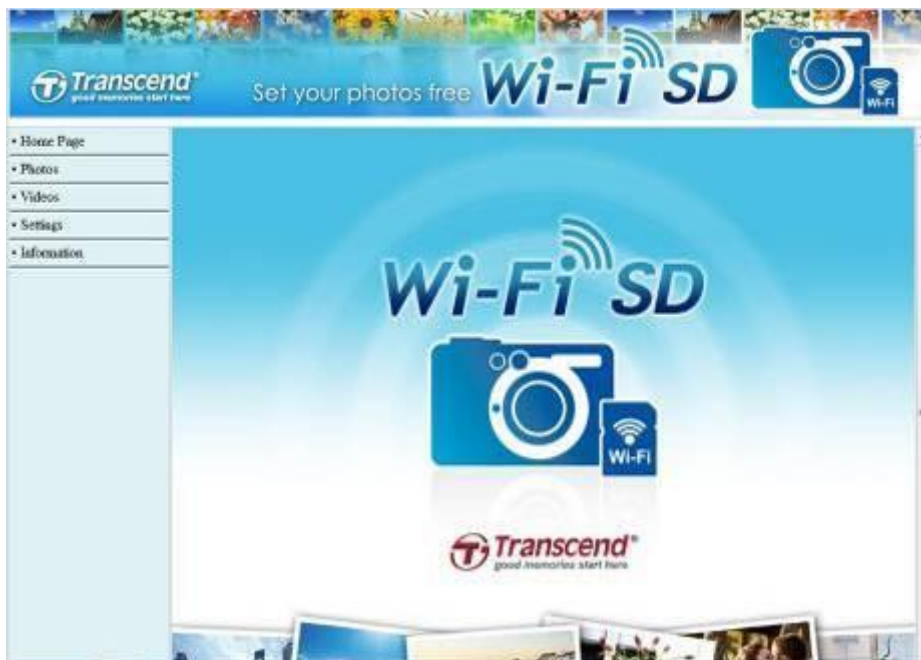 Transcend®
good memories start here
Set your photos free Wi-Fi SD
Wi-Fi
• Home Page
• Photos
• Videos
• Settings
• Information
Wi-Fi SD
Wi-Fi
Transcend®
good memories start here